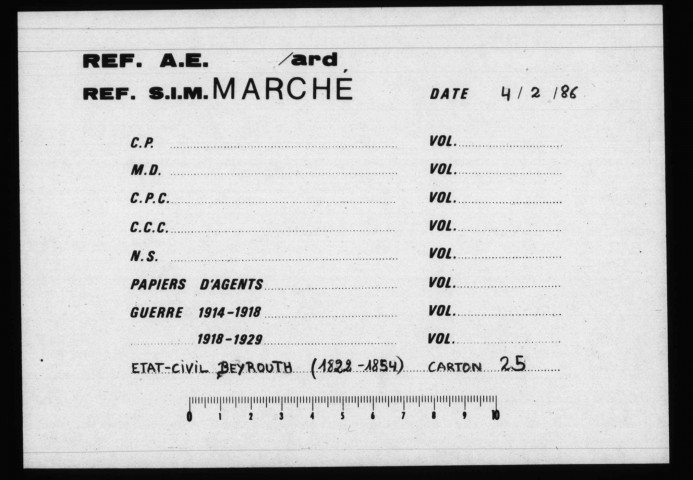 REF. A.E. /ard
REF. S.I.M. MARCHÉ DATE 4/2/86
C.P. VOL.
M.D. VOL.
C.P.C. VOL.
C.C.C. VOL.
N.S. VOL.
PAPIERS D'AGENTS VOL.
GUERRE 1914-1918 VOL.
1918-1929 VOL.
ETAT-CIVIL BEYROUTH (1828-1854) CARTON 25
0 1 2 3 4 5 6 7 8 9 10